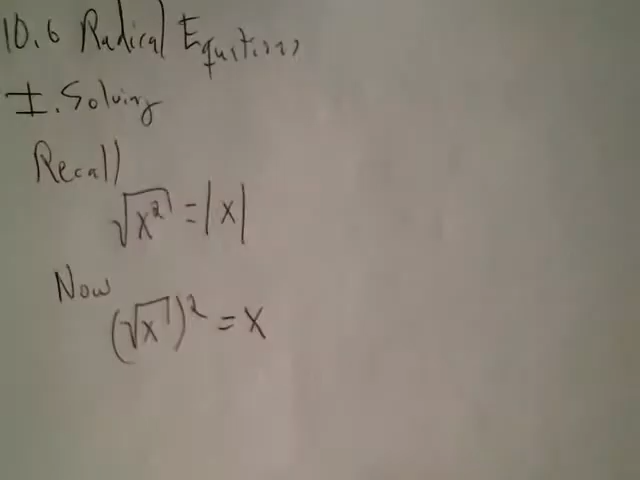 10.6 Radical Equations
I. Solving
Recall
√x² = |x|
Now
(√x)² = x